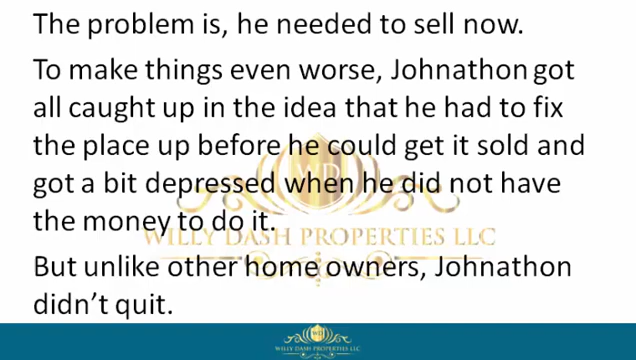 The problem is, he needed to sell now.
To make things even worse, Johnathon got
all caught up in the idea that he had to fix
the place up before he could get it sold and
got a bit depressed when he did not have
the money to do it.
WILLY DASH PROPERTIES LLC
But unlike other home owners, Johnathon
didn't quit.
WILLY DASH PROPERTIES LLC